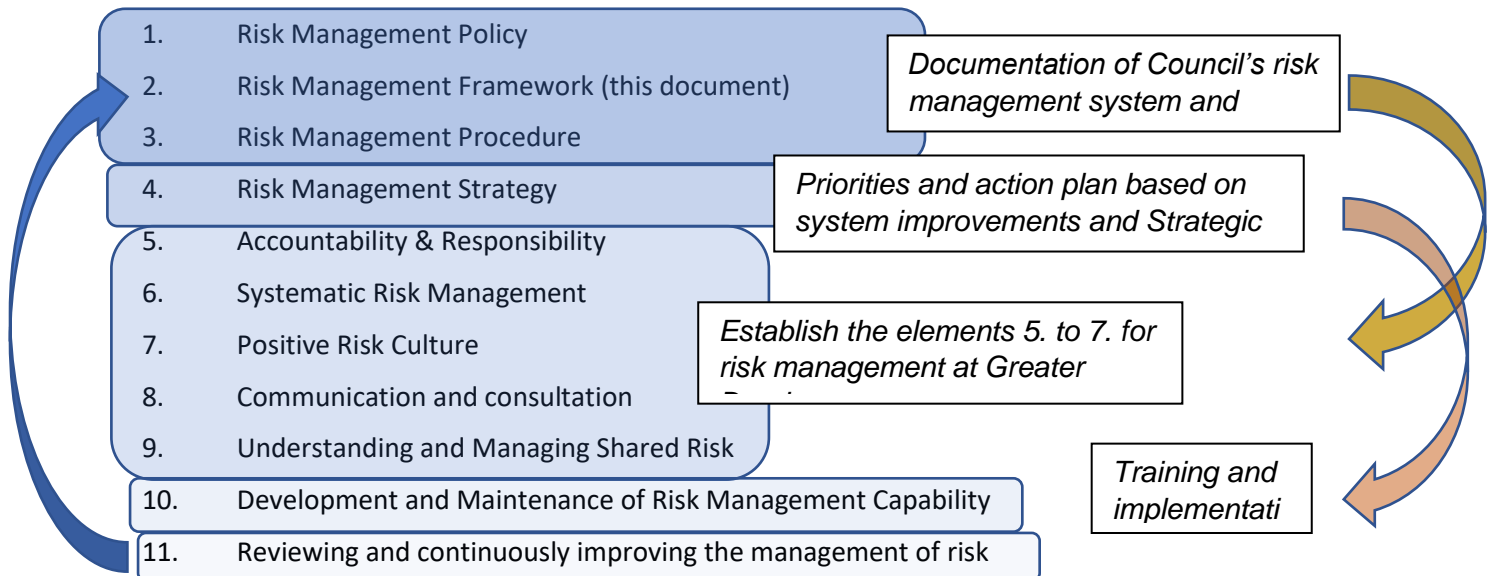 1. Risk Management Policy
2. Risk Management Framework (this document)
3. Risk Management Procedure
4. Risk Management Strategy
5. Accountability & Responsibility
6. Systematic Risk Management
7. Positive Risk Culture
8. Communication and consultation
9. Understanding and Managing Shared Risk
10. Development and Maintenance of Risk Management Capability
11. Reviewing and continuously improving the management of risk
Documentation of Council's risk
management system and
Priorities and action plan based on
system improvements and Strategic
Establish the elements 5. to 7. for
risk management at Greater
Training and
implementati